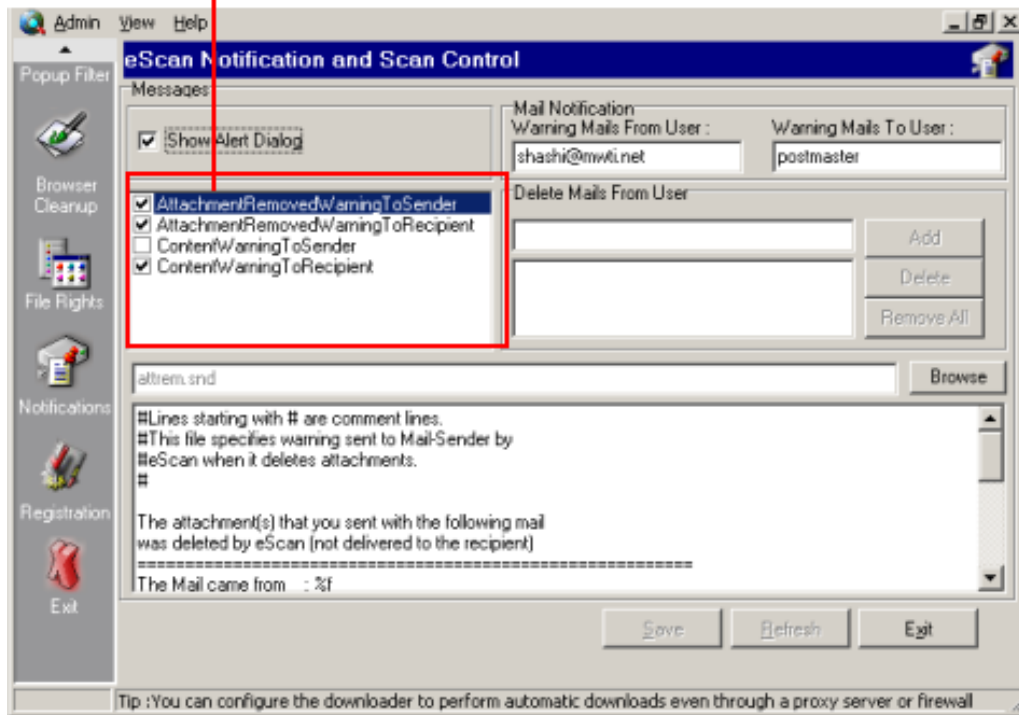 Admin View Help
eScan Notification and Scan Control
Popup Filter
Browser
Cleanup
File Rights
Notifications
Registration
Exit
Messages
Show Alert Dialog
AttachmentRemovedWarningToSender
AttachmentRemovedWarningToRecipient
ContentWarningToSender
ContentWarningToRecipient
Mail Notification
Warning Mails From User :
shashi@mwti.net
Warning Mails To User :
postmaster
Delete Mails From User
Add
Delete
Remove All
attrem.snd
Browse
#Lines starting with # are comment lines.
#This file specifies warning sent to Mail-Sender by
#eScan when it deletes attachments.
#
The attachment(s) that you sent with the following mail
was deleted by eScan (not delivered to the recipient)
==========================================================
The Mail came from : %f
Save
Refresh
Exit
Tip :You can configure the downloader to perform automatic downloads even through a proxy server or firewall